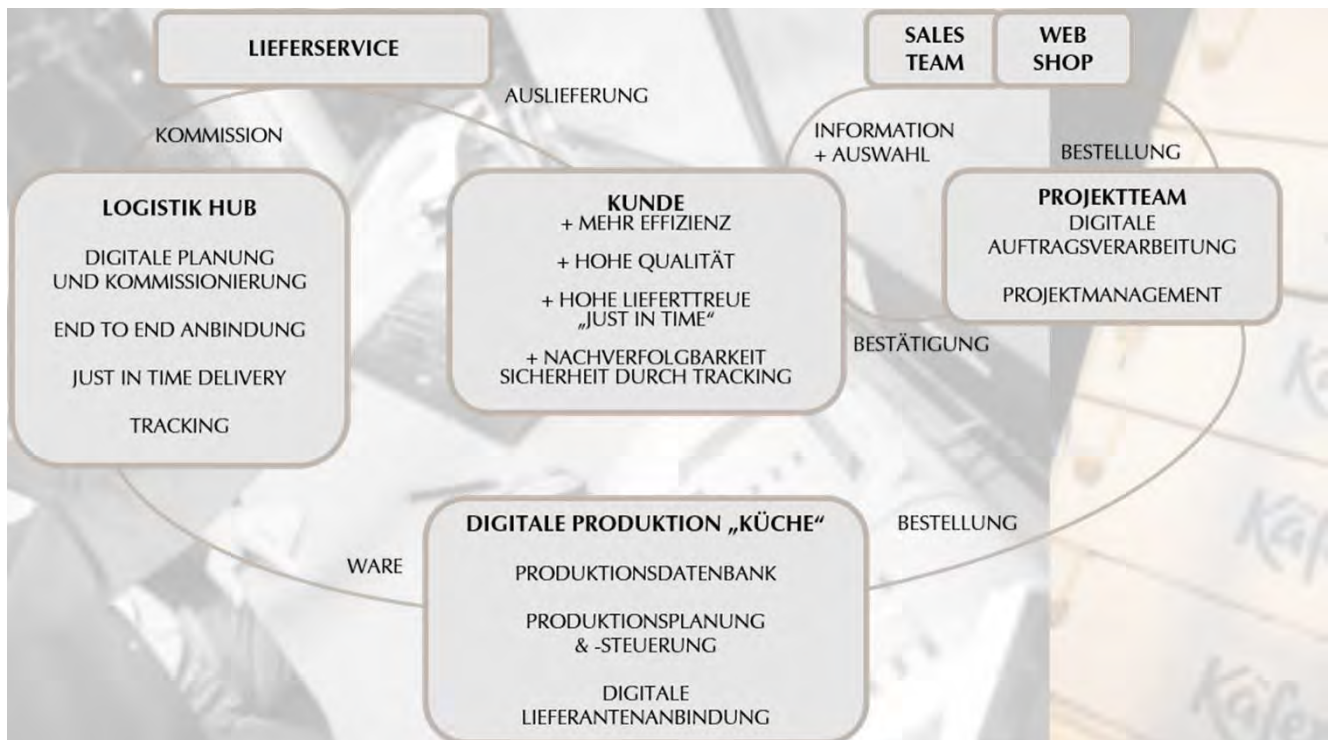 LIEFERSERVICE
SALES
TEAM
WEB
SHOP
AUSLIEFERUNG
KOMMISSION
INFORMATION
+ AUSWAHL
BESTELLUNG
LOGISTIK HUB
DIGITALE PLANUNG
UND KOMMISSIONIERUNG
END TO END ANBINDUNG
JUST IN TIME DELIVERY
TRACKING
KUNDE
+ MEHR EFFIZIENZ
+ HOHE QUALITÄT
+ HOHE LIEFERTTREUE
„JUST IN TIME“
+ NACHVERFOLGBARKEIT
SICHERHEIT DURCH TRACKING
PROJEKTTEAM
DIGITALE
AUFTRAGSVERARBEITUNG
PROJEKTMANAGEMENT
BESTÄTIGUNG
DIGITALE PRODUKTION „KÜCHE“
PRODUKTIONSDATENBANK
PRODUKTIONSPLANUNG
& -STEUERUNG
DIGITALE
LIEFERANTENANBINDUNG
WARE
BESTELLUNG